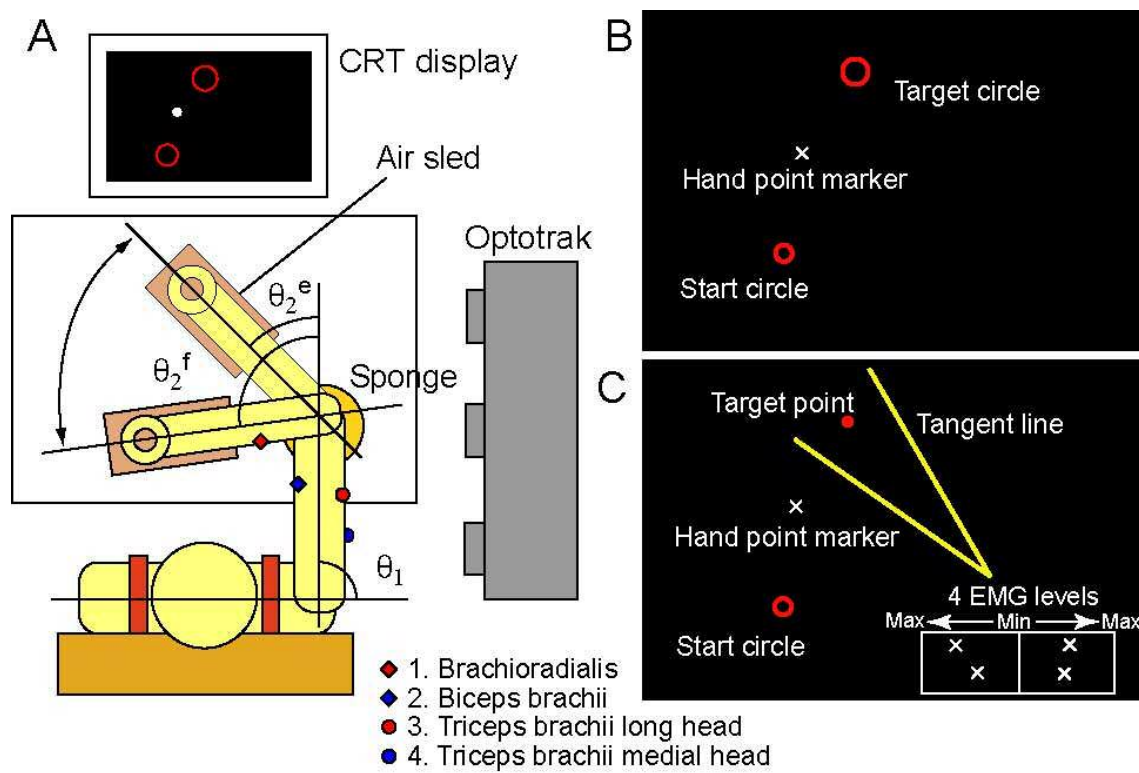 A
CRT display
Air sled
Optotrak
θ₂ᵉ
θ₂ᶠ
Sponge
θ₁
1. Brachioradialis
2. Biceps brachii
3. Triceps brachii long head
4. Triceps brachii medial head
B
Target circle
Hand point marker
Start circle
C
Target point
Tangent line
Hand point marker
4 EMG levels
Max Min Max
Start circle